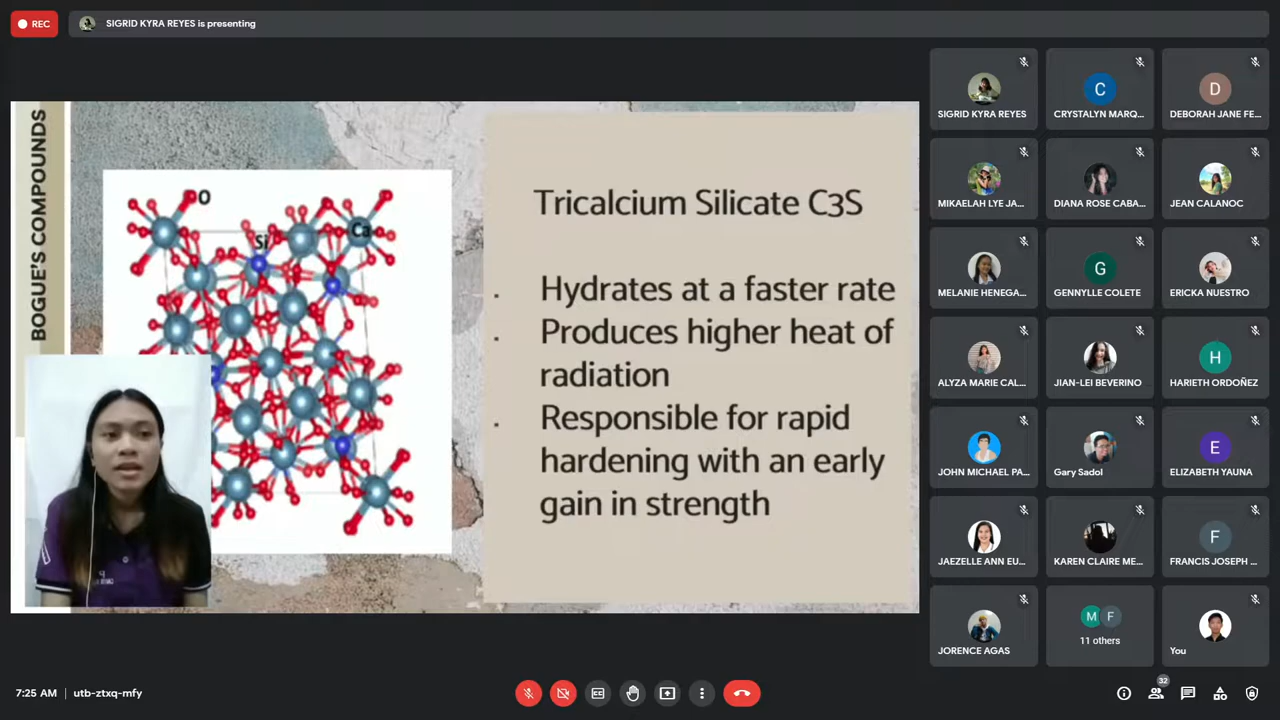 REC
SIGRID KYRA REYES is presenting
BOGUE'S COMPOUNDS
O
Si
Ca
Tricalcium Silicate C3S
. Hydrates at a faster rate
. Produces higher heat of
radiation
. Responsible for rapid
hardening with an early
gain in strength
SIGRID KYRA REYES
C
CRYSTALYN MARQ...
D
DEBORAH JANE FE...
MIKAELAH LYE JA...
DIANA ROSE CABA...
JEAN CALANOC
MELANIE HENEGA...
G
GENNYLLE COLETE
ERICKA NUESTRO
ALYZA MARIE CAL...
JIAN-LEI BEVERINO
H
HARIETH ORDOÑEZ
JOHN MICHAEL PA...
Gary Sadol
E
ELIZABETH YAUNA
JAEZELLE ANN EU...
KAREN CLAIRE ME...
F
FRANCIS JOSEPH ...
JORENCE AGAS
M F
11 others
You
7:25 AM | utb-ztxq-mfy
CC
32